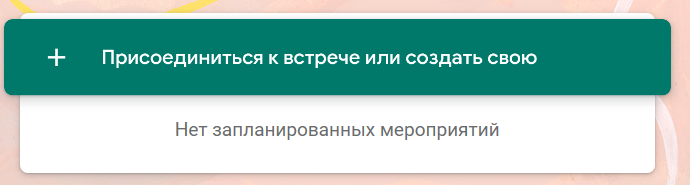 + Присоединиться к встрече или создать свою
Нет запланированных мероприятий